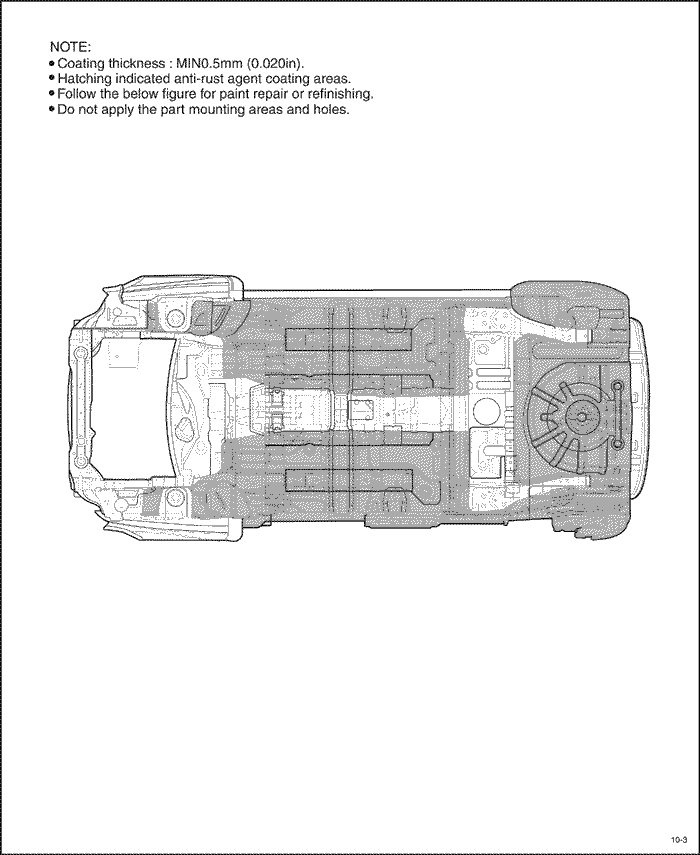 NOTE:
• Coating thickness : MIN0.5mm (0.020in).
• Hatching indicated anti-rust agent coating areas.
• Follow the below figure for paint repair or refinishing.
• Do not apply the part mounting areas and holes.
10-3